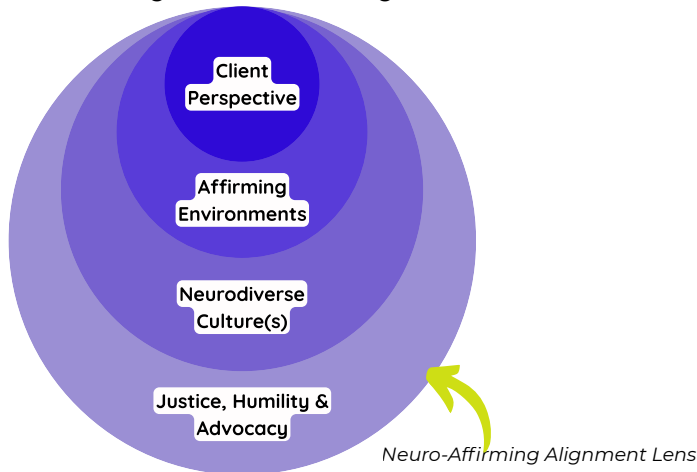 Client
Perspective
Affirming
Environments
Neurodiverse
Culture(s)
Justice, Humility &
Advocacy
Neuro-Affirming Alignment Lens